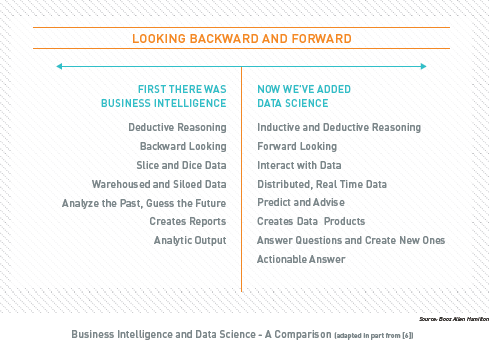 LOOKING BACKWARD AND FORWARD
FIRST THERE WAS
BUSINESS INTELLIGENCE
Deductive Reasoning
Backward Looking
Slice and Dice Data
Warehoused and Siloed Data
Analyze the Past, Guess the Future
Creates Reports
Analytic Output
NOW WE'VE ADDED
DATA SCIENCE
Inductive and Deductive Reasoning
Forward Looking
Interact with Data
Distributed, Real Time Data
Predict and Advise
Creates Data Products
Answer Questions and Create New Ones
Actionable Answer
Source: Booz Allen Hamilton
Business Intelligence and Data Science - A Comparison (adapted in part from [6])